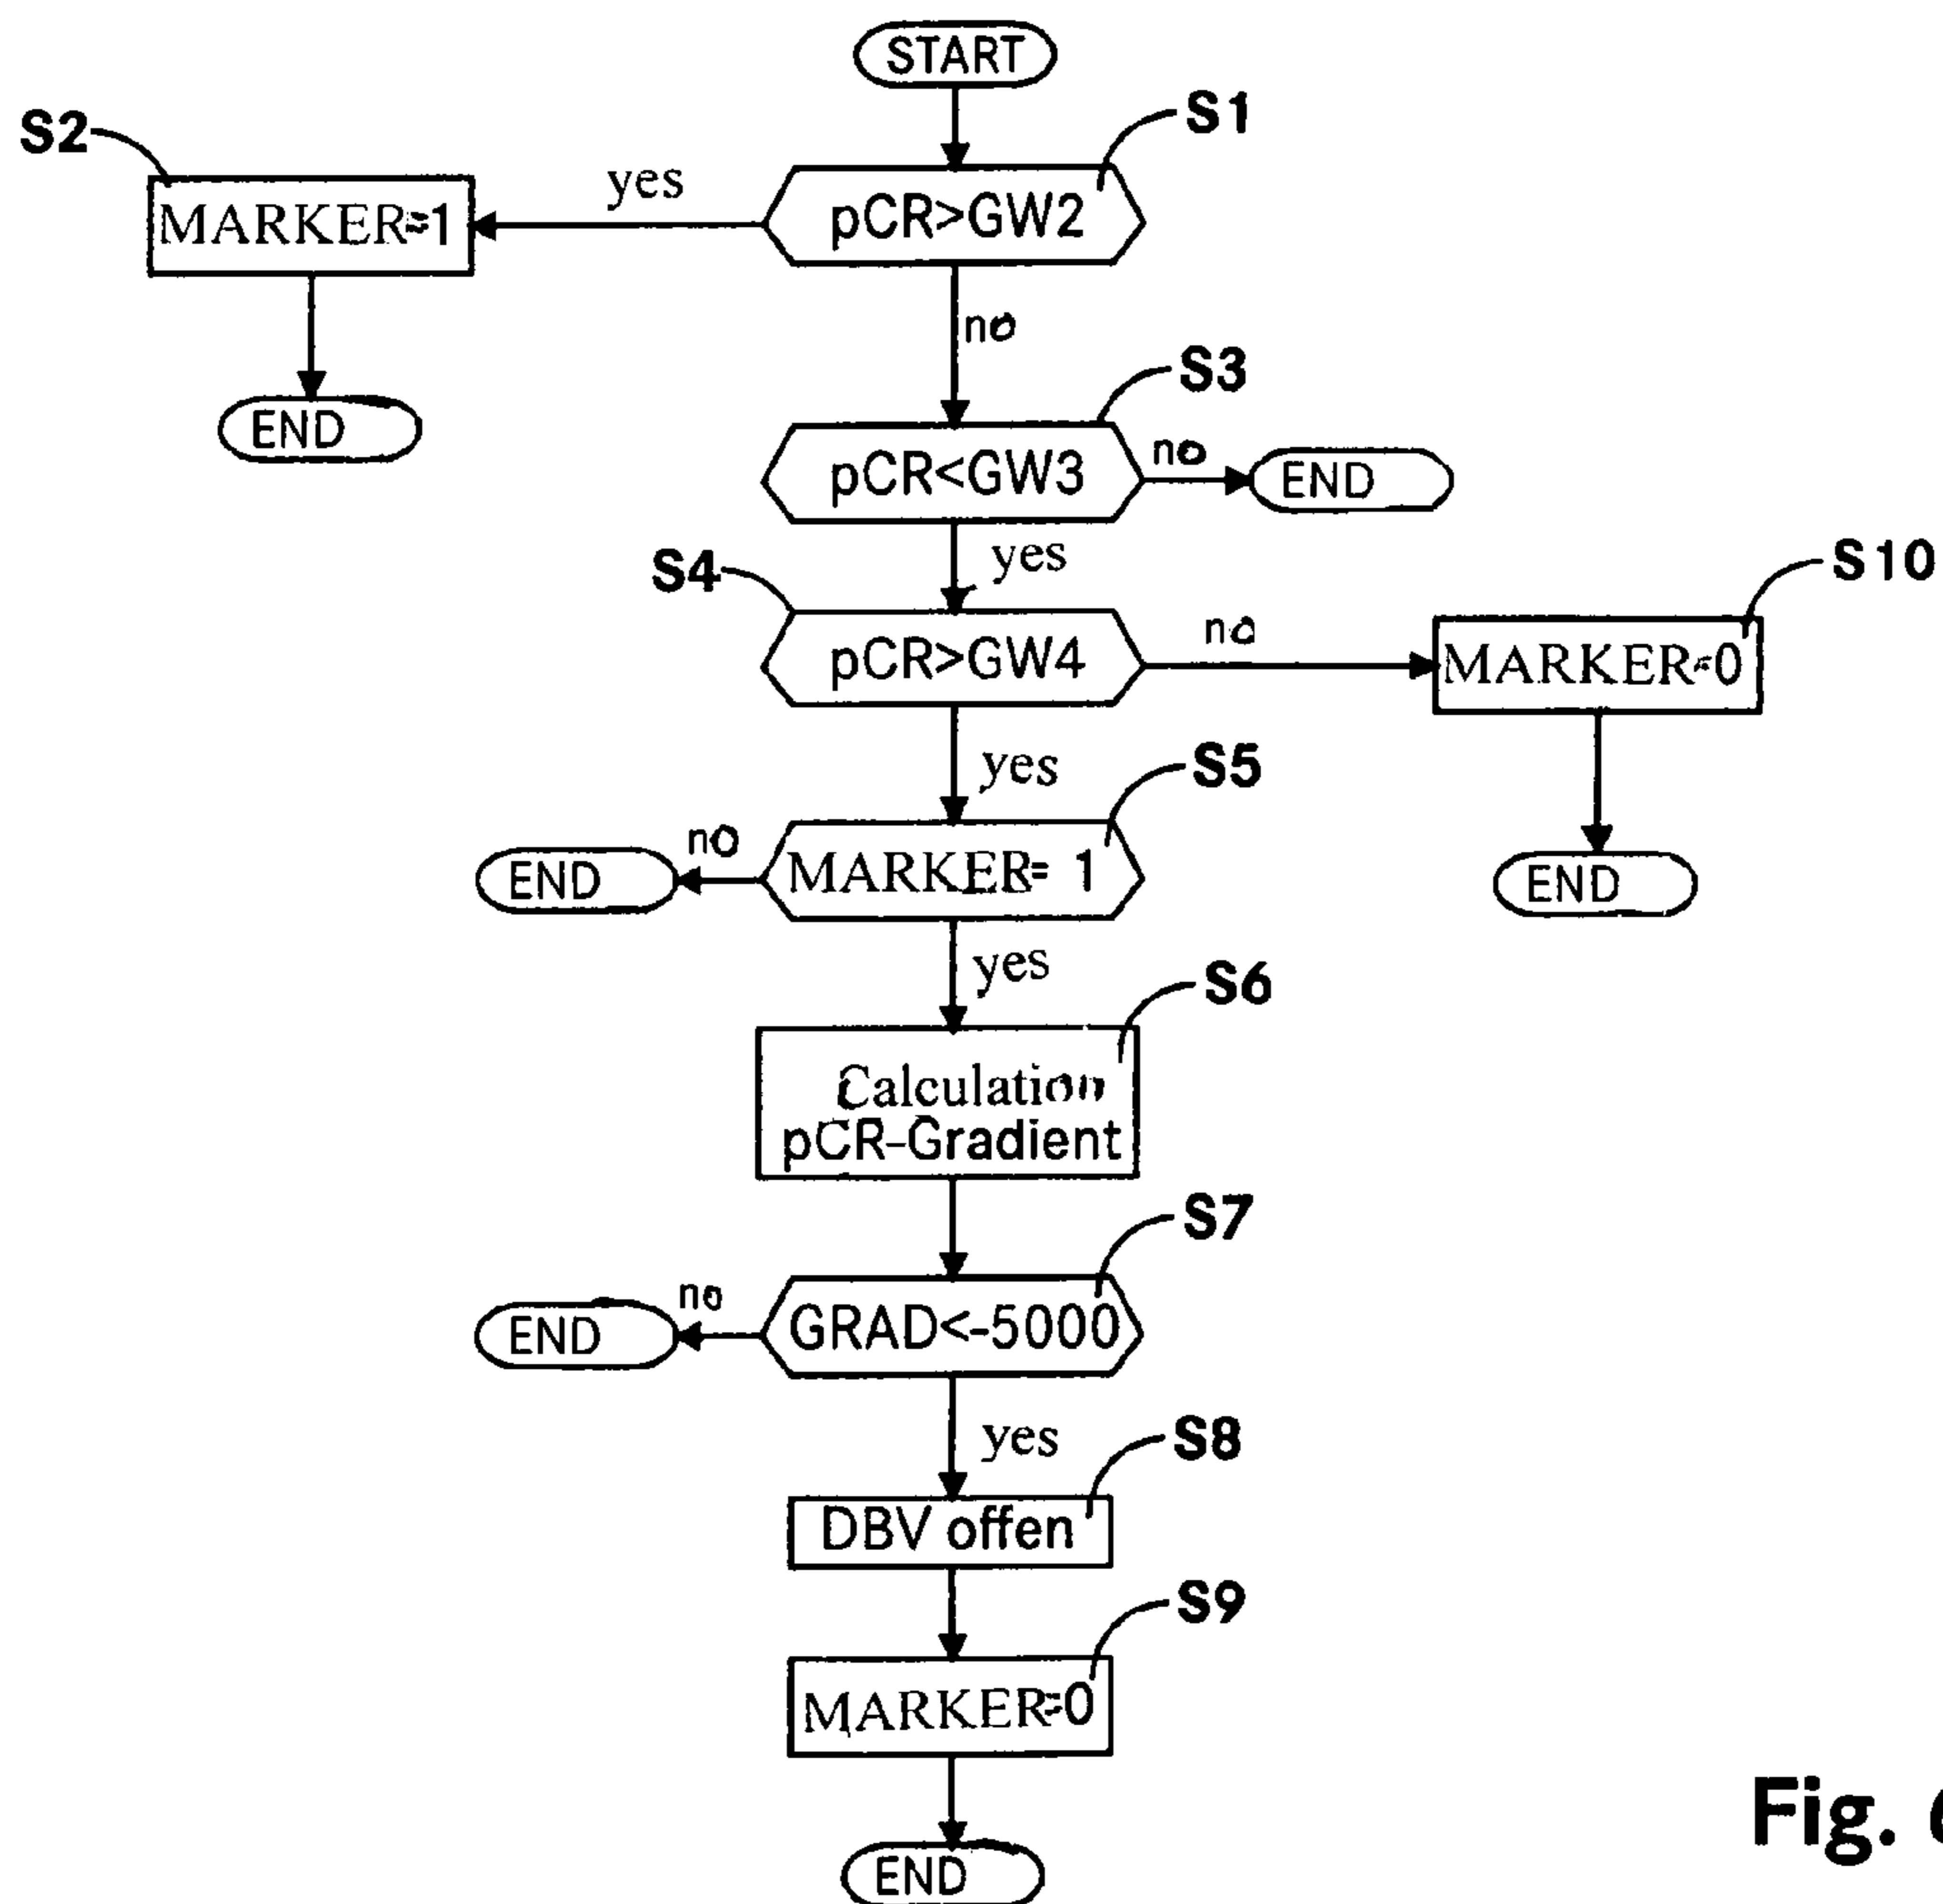 START
S1
S2
pCR>GW2
yes
MARKER=1
no
END
S3
pCR<GW3
no
END
yes
S4
S10
pCR>GW4
no
MARKER=0
yes
S5
MARKER= 1
no
END
END
yes
S6
Calculation
pCR-Gradient
S7
GRAD<-5000
no
END
yes
S8
DBV offen
S9
MARKER=0
END
Fig.